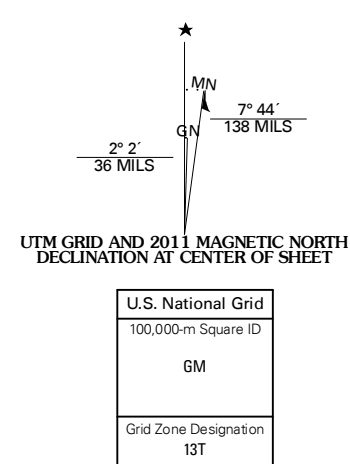 ★
MN
7° 44´
138 MILS
GN
2° 2´
36 MILS
UTM GRID AND 2011 MAGNETIC NORTH
DECLINATION AT CENTER OF SHEET
U.S. National Grid
100,000-m Square ID
GM
Grid Zone Designation
13T